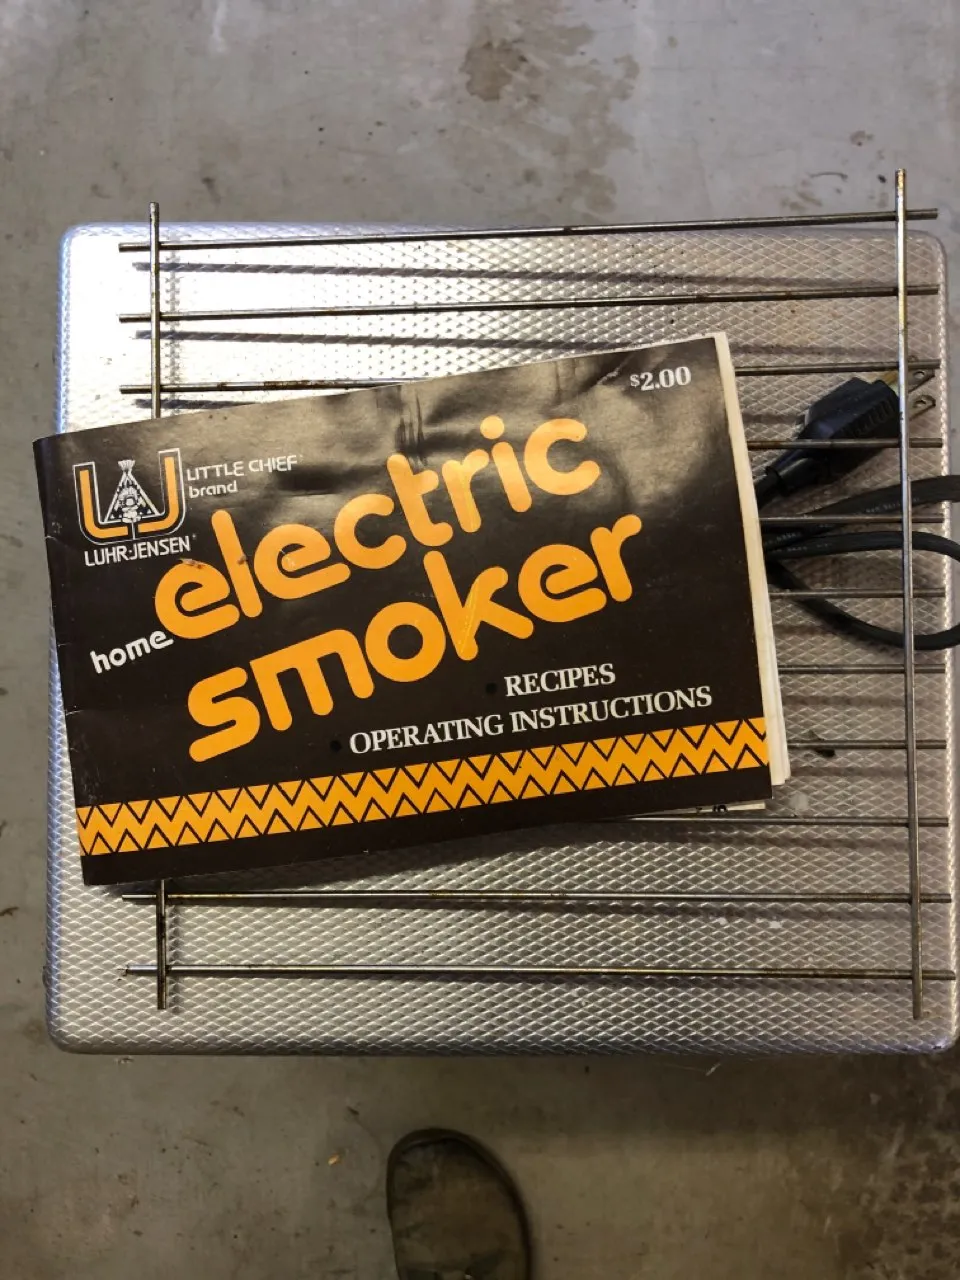 $2.00
LITTLE CHIEF
brand
LUHR-JENSEN
home
electric
smoker
• RECIPES
• OPERATING INSTRUCTIONS